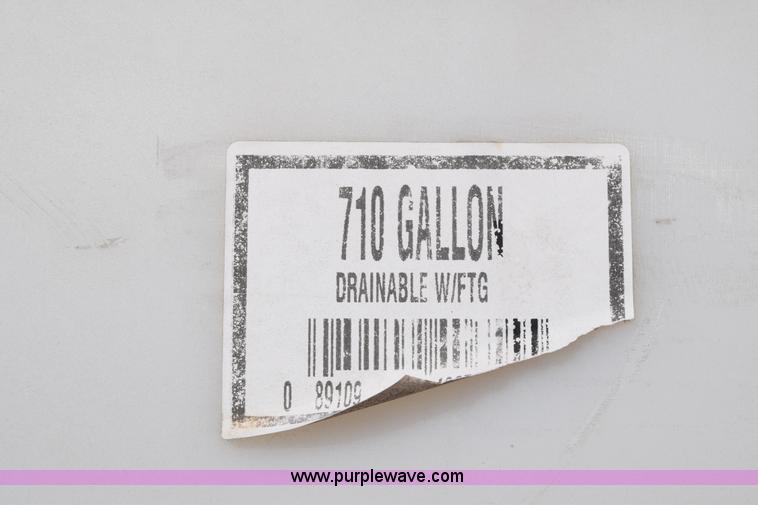 710 GALLON
DRAINABLE W/FTG
0 89109
www.purplewave.com